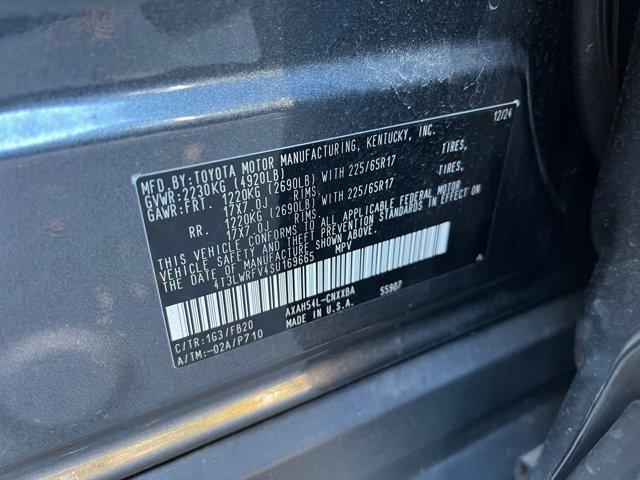 MFD.BY:TOYOTA MOTOR MANUFACTURING, KENTUCKY, INC. 12/24
GVWR:2230KG (4920LB)
GAWR:FRT. 1220KG (2690LB) WITH 225/65R17 TIRES,
17X7.0J RIMS.
RR. 1220KG (2690LB) WITH 225/65R17 TIRES,
17X7.0J RIMS.
THIS VEHICLE CONFORMS TO ALL APPLICABLE FEDERAL MOTOR
VEHICLE SAFETY AND THEFT PREVENTION STANDARDS IN EFFECT ON
THE DATE OF MANUFACTURE SHOWN ABOVE.
4T3LWRFV4SU169665 MPV
AXAH54L-CNXXBA 55907
C/TR:1G3/FB20 MADE IN U.S.A.
A/TM:-02A/P710